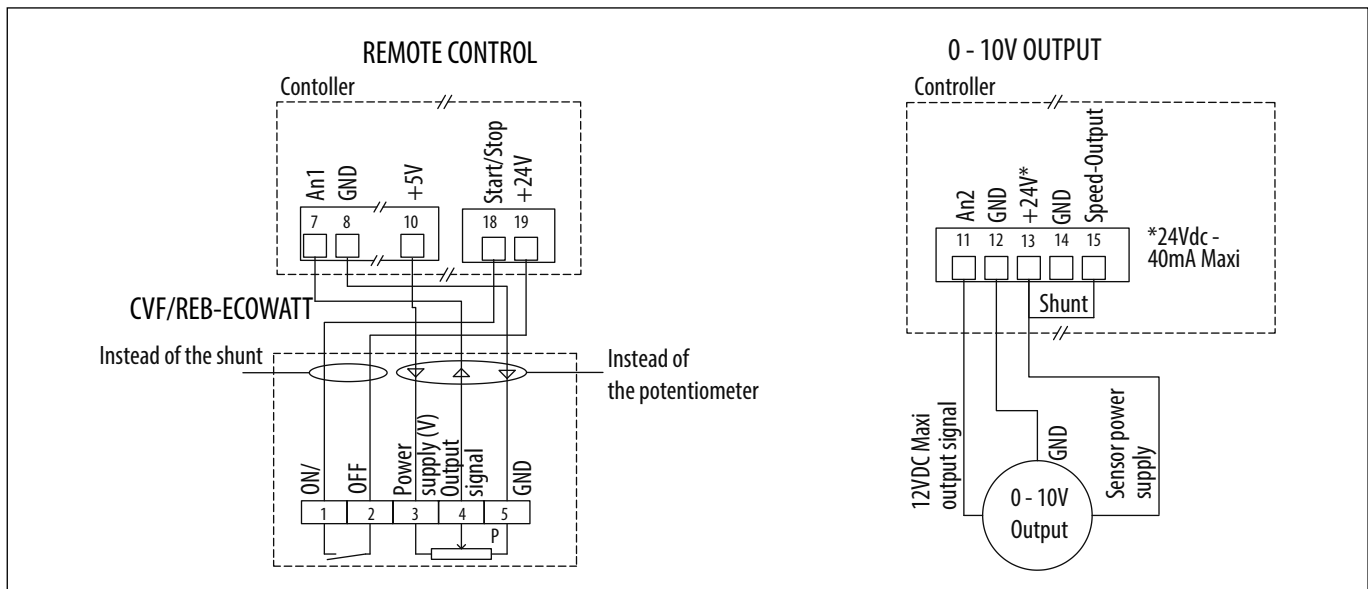 REMOTE CONTROL
Contoller
An1
GND
+5V
Start/Stop
+24V
7
8
10
18
19
CVF/REB-ECOWATT
Instead of the shunt
Instead of
the potentiometer
ON/
OFF
Power
supply (V)
Output
signal
GND
1
2
3
4
5
P
0 - 10V OUTPUT
Controller
An2
GND
+24V*
GND
Speed-Output
11
12
13
14
15
*24Vdc -
40mA Maxi
Shunt
12VDC Maxi
output signal
GND
Sensor power
supply
0 - 10V
Output